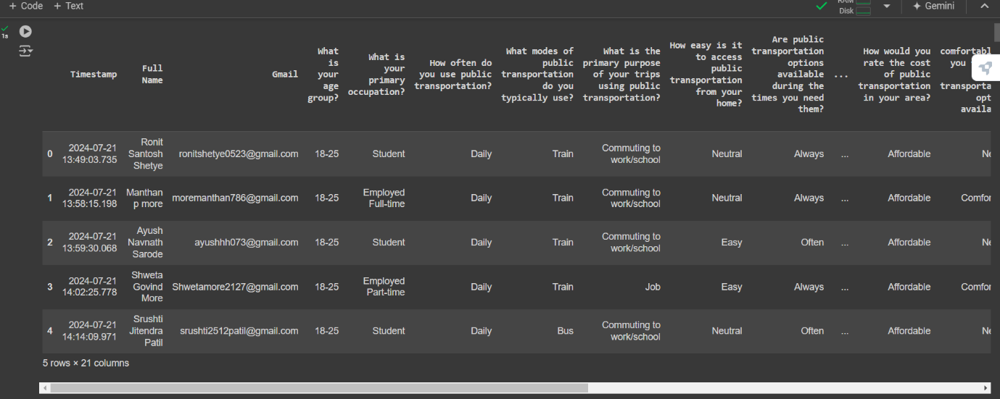 + Code + Text
RAM
Disk
Gemini
1s
Timestamp
Full
Name
Gmail
What
is
your
age
group?
What is
your
primary
occupation?
How often do
you use public
transportation?
What modes of
public
transportation
do you
typically use?
What is the
primary purpose
of your trips
using public
transportation?
How easy is it
to access
public
transportation
from your
home?
Are public
transportation
options
available
during the
times you need
them?
...
How would you
rate the cost
of public
transportation
in your area?
comfortabl
you
transporta
opt
availa
0
2024-07-21
13:49:03.735
Ronit
Santosh
Shetye
ronitshetye0523@gmail.com
18-25
Student
Daily
Train
Commuting to
work/school
Neutral
Always
...
Affordable
Ne
1
2024-07-21
13:58:15.198
Manthan
p more
moremanthan786@gmail.com
18-25
Employed
Full-time
Daily
Train
Commuting to
work/school
Neutral
Always
...
Affordable
Comfor
2
2024-07-21
13:59:30.068
Ayush
Navnath
Sarode
ayushhh073@gmail.com
18-25
Student
Daily
Train
Commuting to
work/school
Easy
Often
...
Affordable
Ne
3
2024-07-21
14:02:25.778
Shweta
Govind
More
Shwetamore2127@gmail.com
18-25
Employed
Part-time
Daily
Train
Job
Easy
Always
...
Affordable
Comfor
4
2024-07-21
14:14:09.971
Srushti
Jitendra
Patil
srushti2512patil@gmail.com
18-25
Student
Daily
Bus
Commuting to
work/school
Neutral
Often
...
Affordable
Ne
5 rows × 21 columns